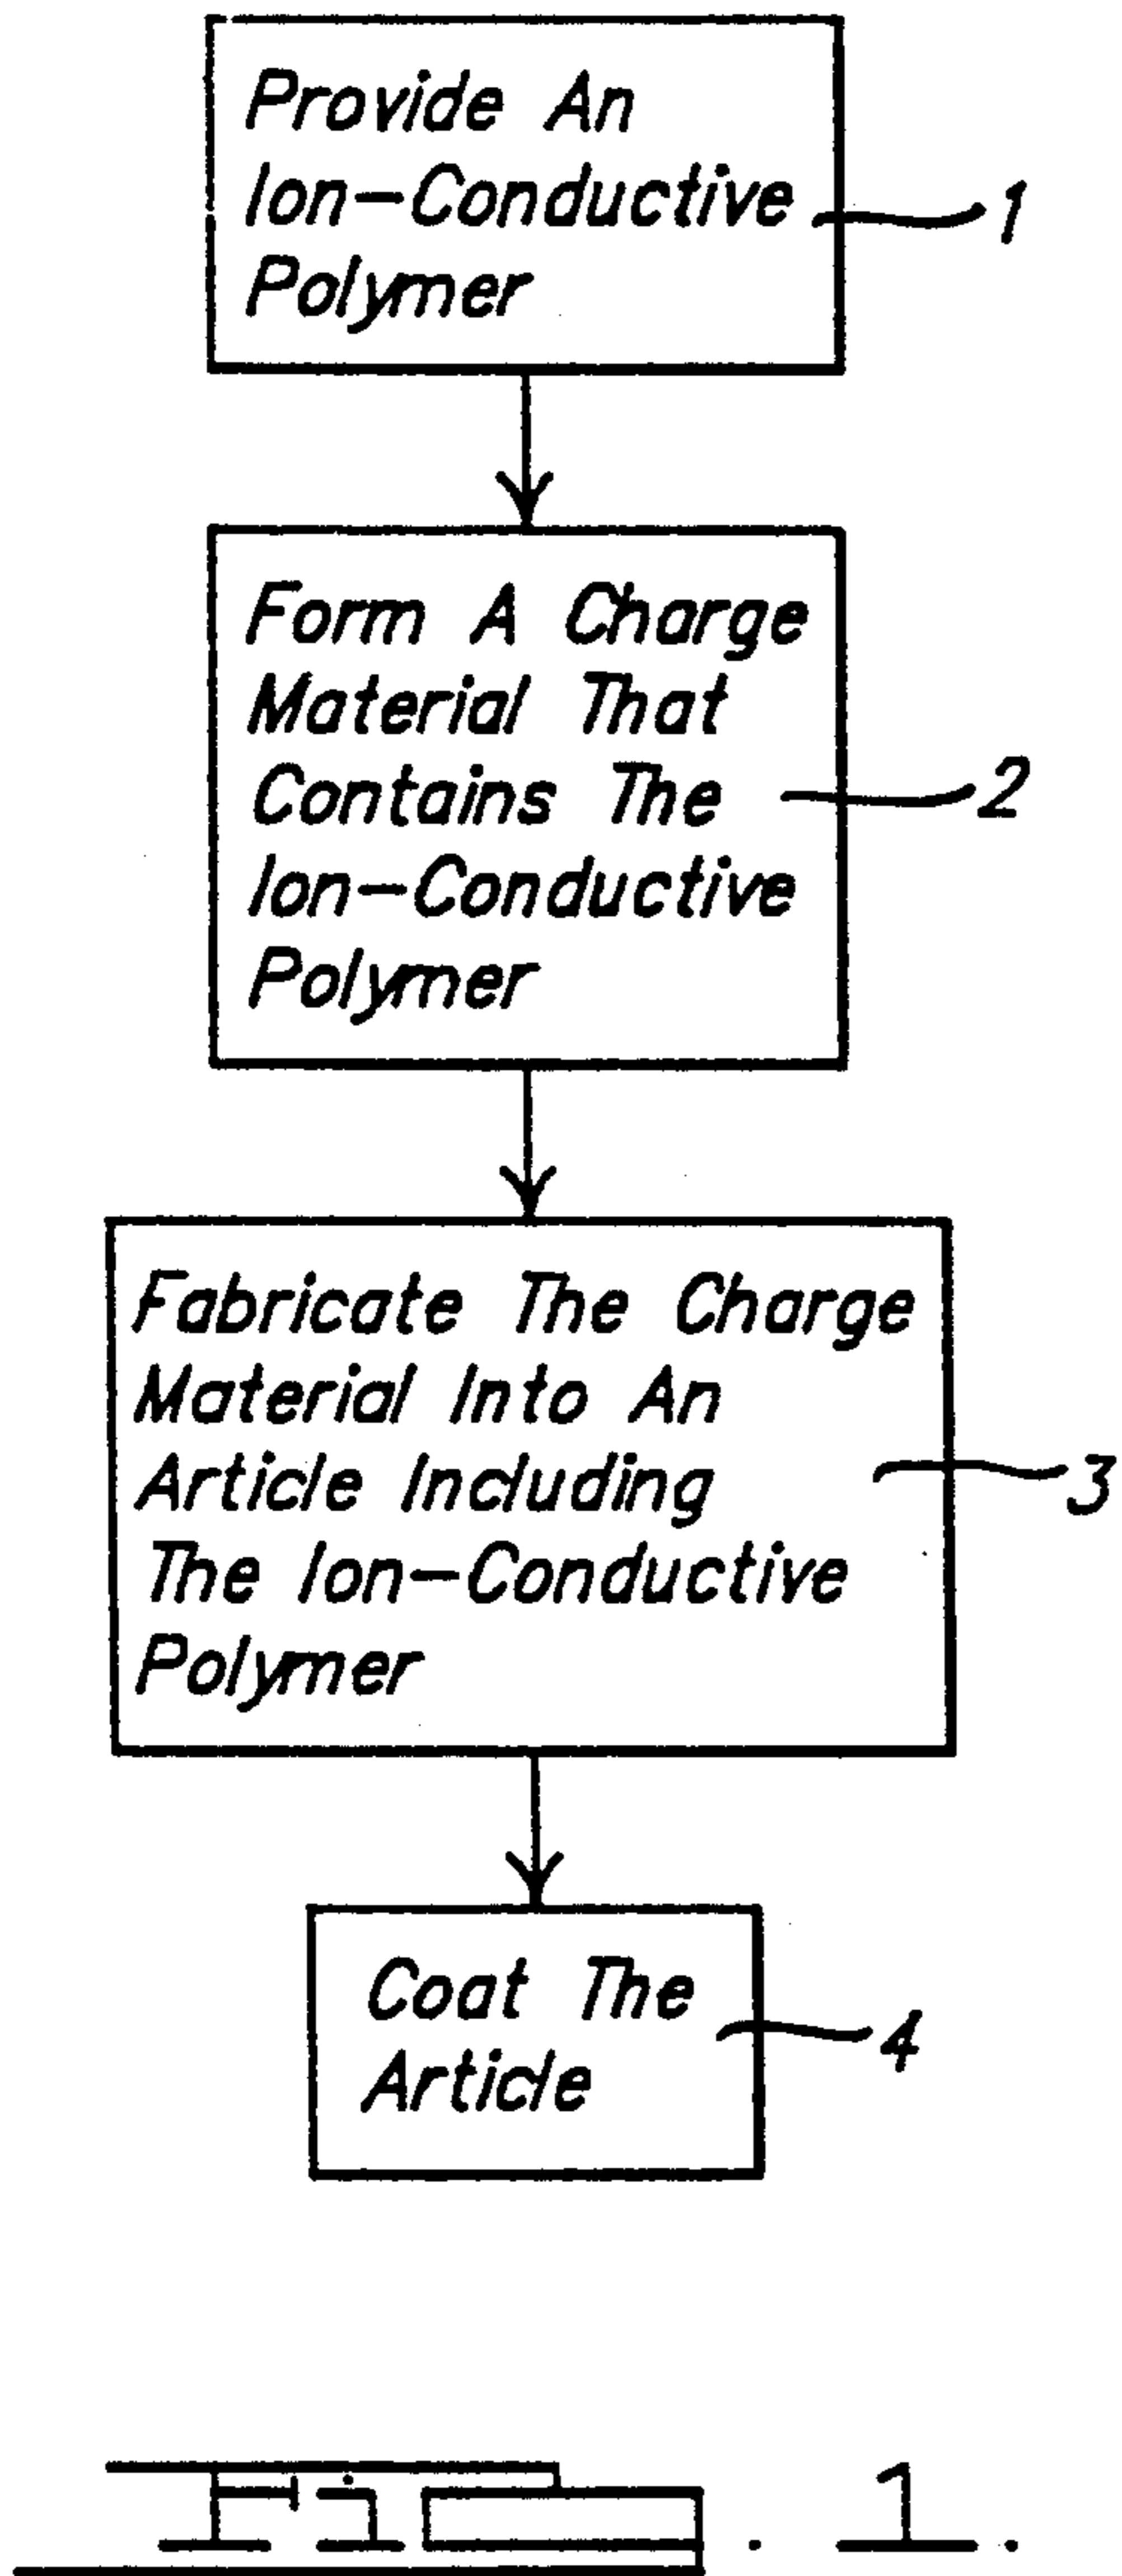 Provide An
Ion-Conductive
Polymer
1
Form A Charge
Material That
Contains The
Ion-Conductive
Polymer
2
Fabricate The Charge
Material Into An
Article Including
The Ion-Conductive
Polymer
3
Coat The
Article
4
Fig. 1.